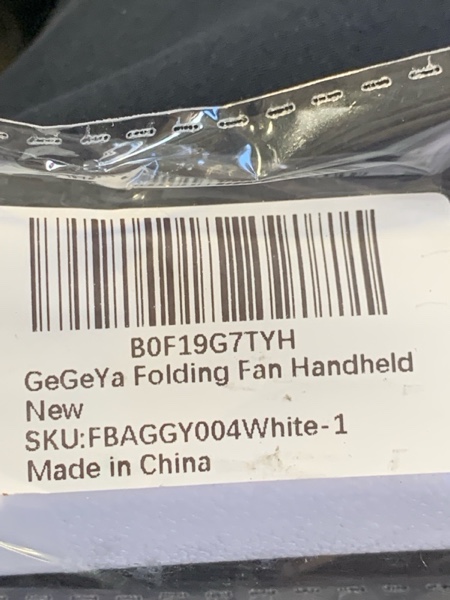 B0F19G7TYH
GeGeYa Folding Fan Handheld
New
SKU:FBAGGY004White-1
Made in China